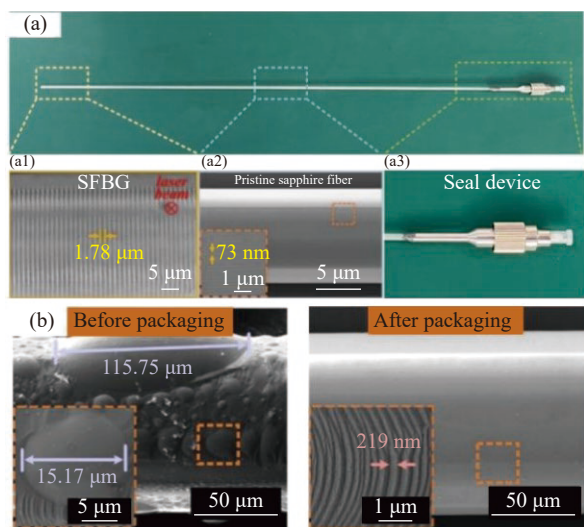 (a)
(a1)
(a2)
(a3)
SFBG
laser
beam
1.78 μm
5 μm
Pristine sapphire fiber
73 nm
1 μm
5 μm
Seal device
(b)
Before packaging
After packaging
115.75 μm
15.17 μm
5 μm
50 μm
219 nm
1 μm
50 μm